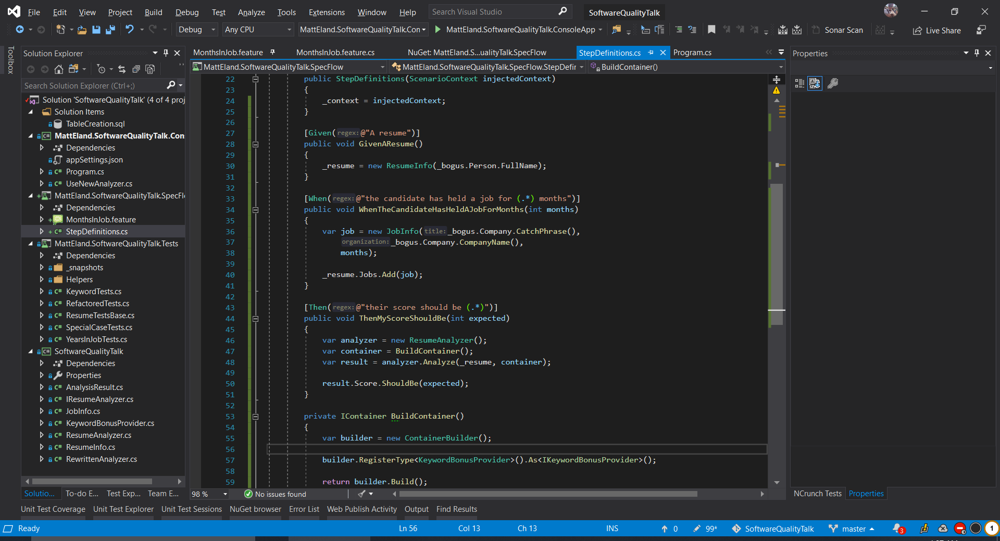 File Edit View Project Build Debug Test Analyze Tools Extensions Window Help Search Visual Studio SoftwareQualityTalk
Debug Any CPU MattEland.SoftwareQualityTalk.Con MattEland.SoftwareQualityTalk.ConsoleApp Sonar Scan Live Share
Toolbox
Solution Explorer
Search Solution Explorer (Ctrl+;)
Solution 'SoftwareQualityTalk' (4 of 4 proj
Solution Items
TableCreation.sql
MattEland.SoftwareQualityTalk.Con
Dependencies
appSettings.json
Program.cs
UseNewAnalyzer.cs
MattEland.SoftwareQualityTalk.SpecFl
Dependencies
MonthsInJob.feature
StepDefinitions.cs
MattEland.SoftwareQualityTalk.Tests
Dependencies
_snapshots
Helpers
KeywordTests.cs
RefactoredTests.cs
ResumeTestsBase.cs
SpecialCaseTests.cs
YearsInJobTests.cs
SoftwareQualityTalk
Dependencies
Properties
AnalysisResult.cs
IResumeAnalyzer.cs
JobInfo.cs
KeywordBonusProvider.cs
ResumeAnalyzer.cs
ResumeInfo.cs
RewrittenAnalyzer.cs
Solutio... To-do E... Test Exp... Team E...
MonthsInJob.feature MonthsInJob.feature.cs NuGet: MattEland.S...ualityTalk.SpecFlow StepDefinitions.cs Program.cs
MattEland.SoftwareQualityTalk.SpecFlow MattEland.SoftwareQualityTalk.SpecFlow.StepDefir BuildContainer()
22 public StepDefinitions(ScenarioContext injectedContext)
23 {
24 _context = injectedContext;
25 }
26
27 [Given(regex:@"A resume")]
28 public void GivenAResume()
29 {
30 _resume = new ResumeInfo(_bogus.Person.FullName);
31 }
32
33 [When(regex:@"the candidate has held a job for (.*) months")]
34 public void WhenTheCandidateHasHeldAJobForMonths(int months)
35 {
36 var job = new JobInfo(title:_bogus.Company.CatchPhrase(),
37 organization:_bogus.Company.CompanyName(),
38 months);
39
40 _resume.Jobs.Add(job);
41 }
42
43 [Then(regex:@"their score should be (.*)")]
44 public void ThenMyScoreShouldBe(int expected)
45 {
46 var analyzer = new ResumeAnalyzer();
47 var container = BuildContainer();
48 var result = analyzer.Analyze(_resume, container);
49
50 result.Score.ShouldBe(expected);
51 }
52
53 private IContainer BuildContainer()
54 {
55 var builder = new ContainerBuilder();
56
57 builder.RegisterType<KeywordBonusProvider>().As<IKeywordBonusProvider>();
58
59 return builder.Build();
98 % No issues found
Properties
NCrunch Tests Properties
Unit Test Coverage Unit Test Explorer Unit Test Sessions NuGet browser Error List Web Publish Activity Output Find Results
Ready Ln 56 Col 13 Ch 13 INS 0 99* SoftwareQualityTalk master 3 1